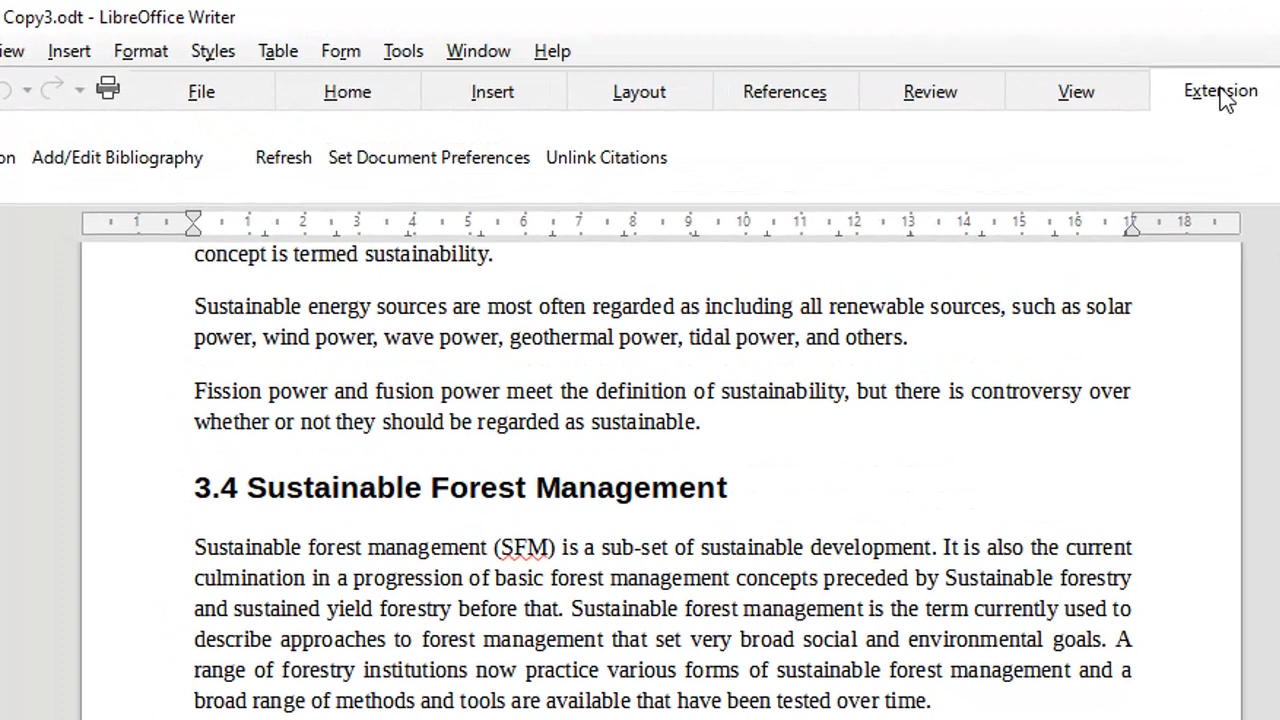 Copy3.odt - LibreOffice Writer
iew Insert Format Styles Table Form Tools Window Help
File Home Insert Layout References Review View Extension
on Add/Edit Bibliography Refresh Set Document Preferences Unlink Citations
1 1 2 3 4 5 6 7 8 9 10 11 12 13 14 15 16 17 18
concept is termed sustainability.
Sustainable energy sources are most often regarded as including all renewable sources, such as solar
power, wind power, wave power, geothermal power, tidal power, and others.
Fission power and fusion power meet the definition of sustainability, but there is controversy over
whether or not they should be regarded as sustainable.
3.4 Sustainable Forest Management
Sustainable forest management (SFM) is a sub-set of sustainable development. It is also the current
culmination in a progression of basic forest management concepts preceded by Sustainable forestry
and sustained yield forestry before that. Sustainable forest management is the term currently used to
describe approaches to forest management that set very broad social and environmental goals. A
range of forestry institutions now practice various forms of sustainable forest management and a
broad range of methods and tools are available that have been tested over time.